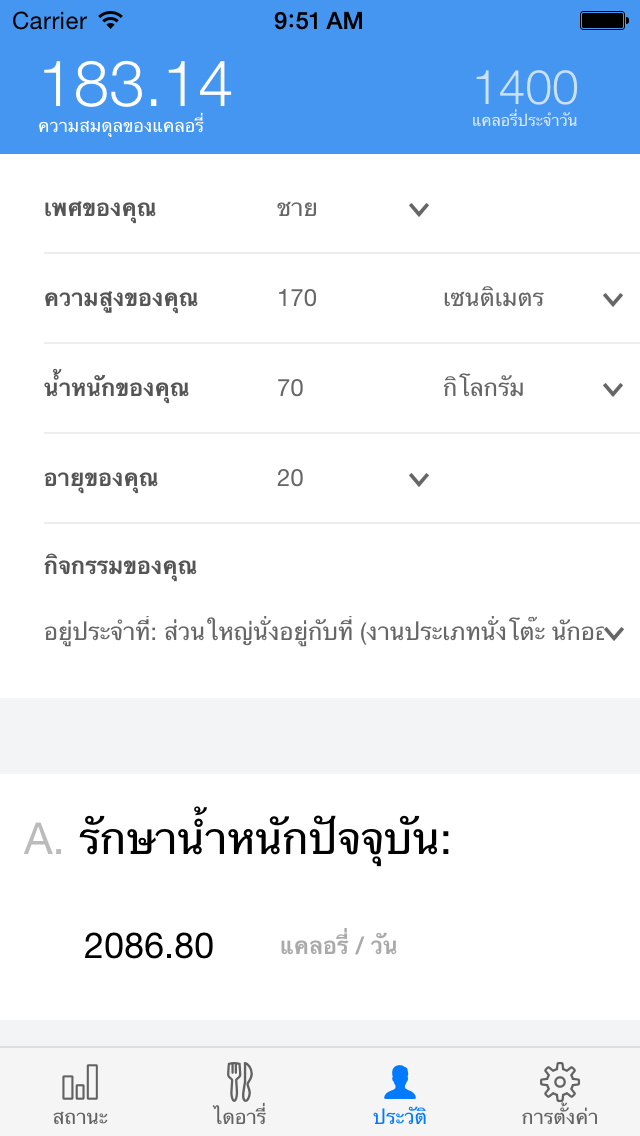 Carrier 9:51 AM
183.14 1400
ความสมดุลของแคลอรี่ แคลอรี่ประจำวัน
เพศของคุณ ชาย
ความสูงของคุณ 170 เซนติเมตร
น้ำหนักของคุณ 70 กิโลกรัม
อายุของคุณ 20
กิจกรรมของคุณ
อยู่ประจำที่: ส่วนใหญ่นั่งอยู่กับที่ (งานประเภทนั่งโต๊ะ นักออ
A. รักษาน้ำหนักปัจจุบัน:
2086.80 แคลอรี่ / วัน
สถานะ ไดอารี่ ประวัติ การตั้งค่า